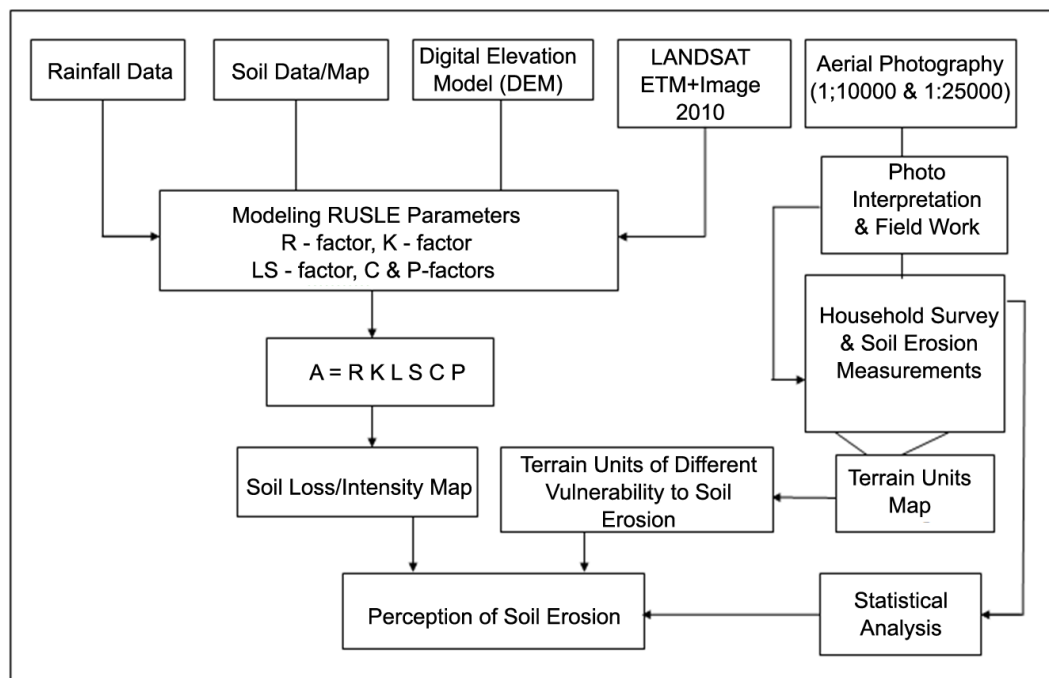 Rainfall Data
Soil Data/Map
Digital Elevation
Model (DEM)
LANDSAT
ETM+Image
2010
Aerial Photography
(1;10000 & 1:25000)
Photo
Interpretation
& Field Work
Modeling RUSLE Parameters
R - factor, K - factor
LS - factor, C & P-factors
Household Survey
& Soil Erosion
Measurements
A = R K L S C P
Soil Loss/Intensity Map
Terrain Units of Different
Vulnerability to Soil
Erosion
Terrain Units
Map
Perception of Soil Erosion
Statistical
Analysis